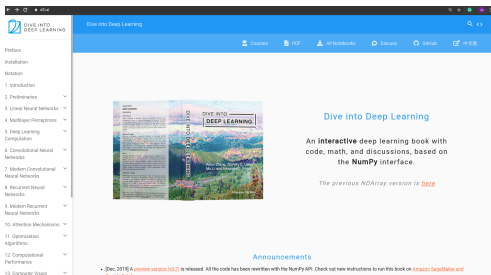 d2l.ai
DIVE INTO
DEEP LEARNING
Dive into Deep Learning
Courses
PDF
All Notebooks
Discuss
GitHub
中文版
Preface
Installation
Notation
1. Introduction
2. Preliminaries
3. Linear Neural Networks
4. Multilayer Perceptrons
5. Deep Learning
Computation
6. Convolutional Neural
Networks
7. Modern Convolutional
Neural Networks
8. Recurrent Neural
Networks
9. Modern Recurrent
Neural Networks
10. Attention Mechanisms
11. Optimization
Algorithms
12. Computational
Performance
13. Computer Vision
DIVE INTO
DEEP LEARNING
DIVE INTO DEEP LEARNING
Dive into Deep Learning
An interactive deep learning book with
code, math, and discussions, based on
the NumPy interface.
The previous NDArray version is here
Announcements
[Dec, 2019] A preview version (v0.7) is released. All the code has been rewritten with the NumPy API. Check out new instructions to run this book on Amazon SageMaker and